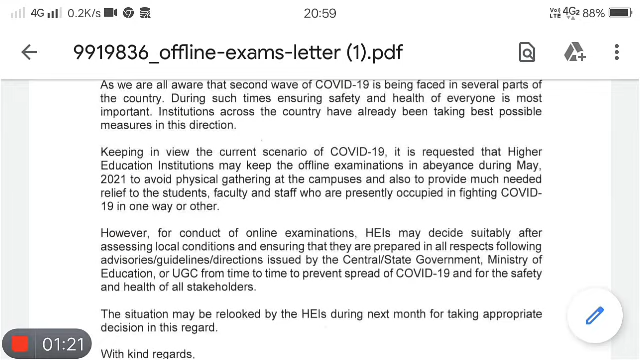 4G 0.2K/s 20:59 Vo) LTE 4G2 88%
9919836_offline-exams-letter (1).pdf
As we are all aware that second wave of COVID-19 is being faced in several parts of
the country. During such times ensuring safety and health of everyone is most
important. Institutions across the country have already been taking best possible
measures in this direction.
Keeping in view the current scenario of COVID-19, it is requested that Higher
Education Institutions may keep the offline examinations in abeyance during May,
2021 to avoid physical gathering at the campuses and also to provide much needed
relief to the students, faculty and staff who are presently occupied in fighting COVID-
19 in one way or other.
However, for conduct of online examinations, HEIs may decide suitably after
assessing local conditions and ensuring that they are prepared in all respects following
advisories/guidelines/directions issued by the Central/State Government, Ministry of
Education, or UGC from time to time to prevent spread of COVID-19 and for the safety
and health of all stakeholders.
The situation may be relooked by the HEIs during next month for taking appropriate
decision in this regard.
01:21
With kind regards,